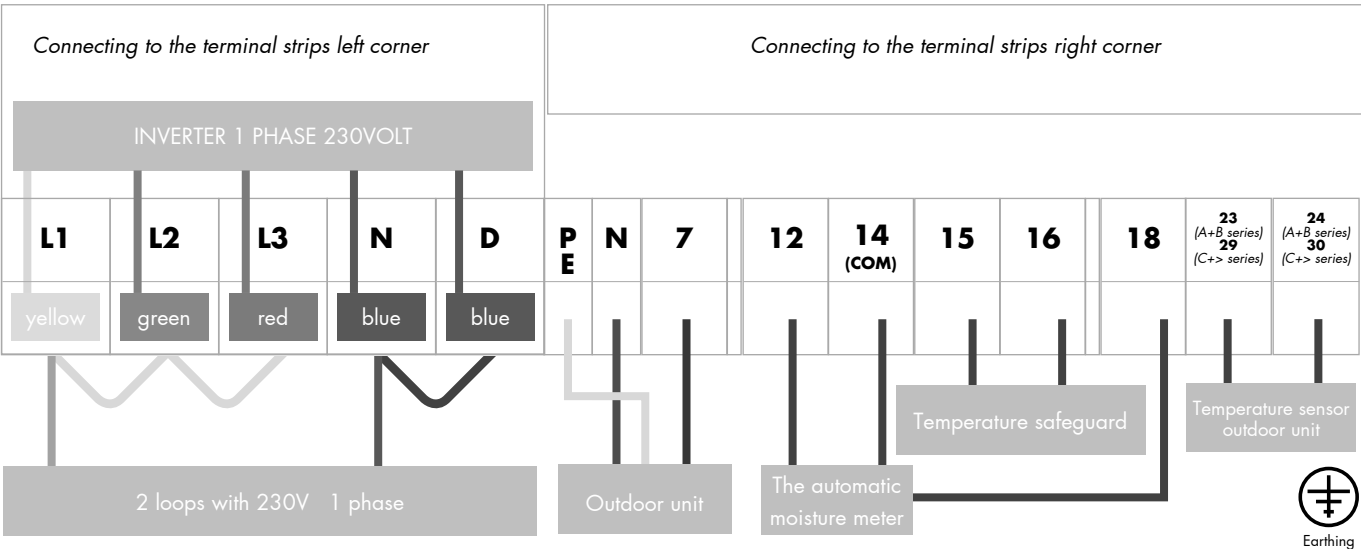 Connecting to the terminal strips left corner
Connecting to the terminal strips right corner
INVERTER 1 PHASE 230VOLT
L1
L2
L3
N
D
P
E
N
7
12
14
(COM)
15
16
18
23
(A+B series)
29
(C+> series)
24
(A+B series)
30
(C+> series)
yellow
green
red
blue
blue
2 loops with 230V 1 phase
Outdoor unit
The automatic
moisture meter
Temperature safeguard
Temperature sensor
outdoor unit
Earthing